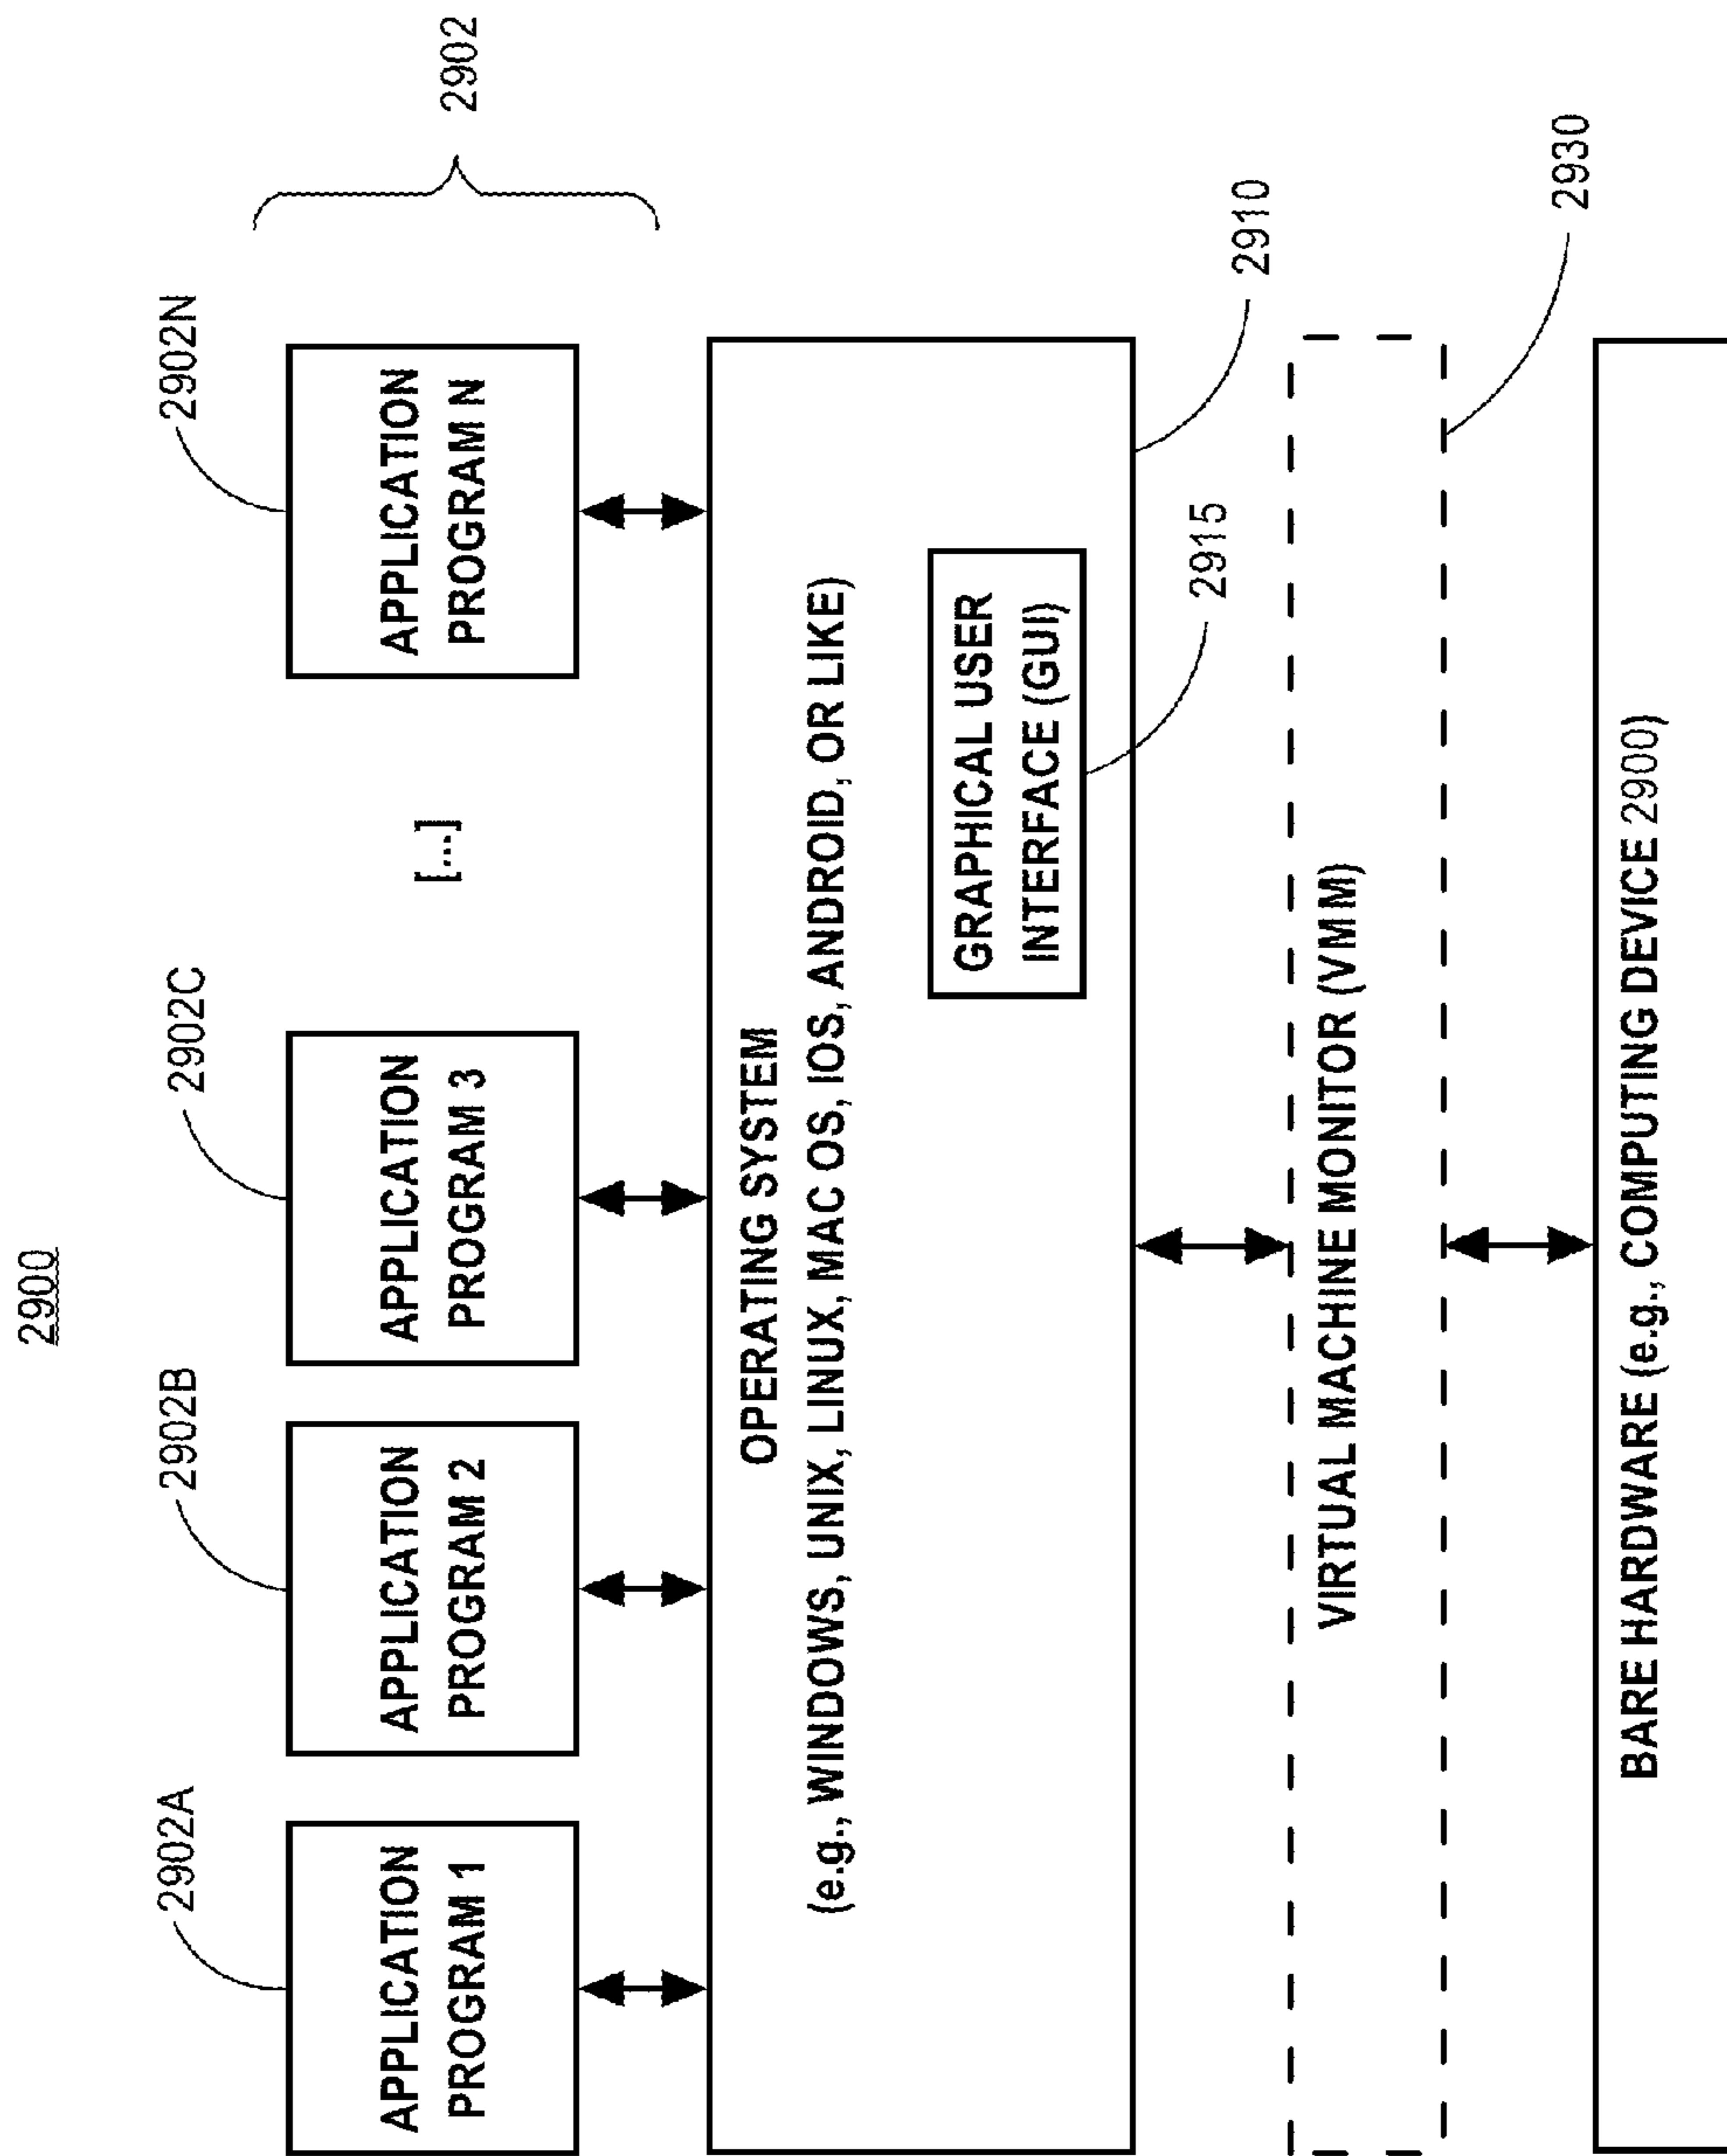 2900
2902
2902A
2902B
2902C
2902N
APPLICATION
PROGRAM 1
APPLICATION
PROGRAM 2
APPLICATION
PROGRAM 3
[...]
APPLICATION
PROGRAM N
OPERATING SYSTEM
(e.g., WINDOWS, UNIX, LINUX, MAC OS, IOS, ANDROID, OR LIKE)
GRAPHICAL USER
INTERFACE (GUI)
2915
2910
VIRTUAL MACHINE MONITOR (VMM)
2930
BARE HARDWARE (e.g., COMPUTING DEVICE 2900)